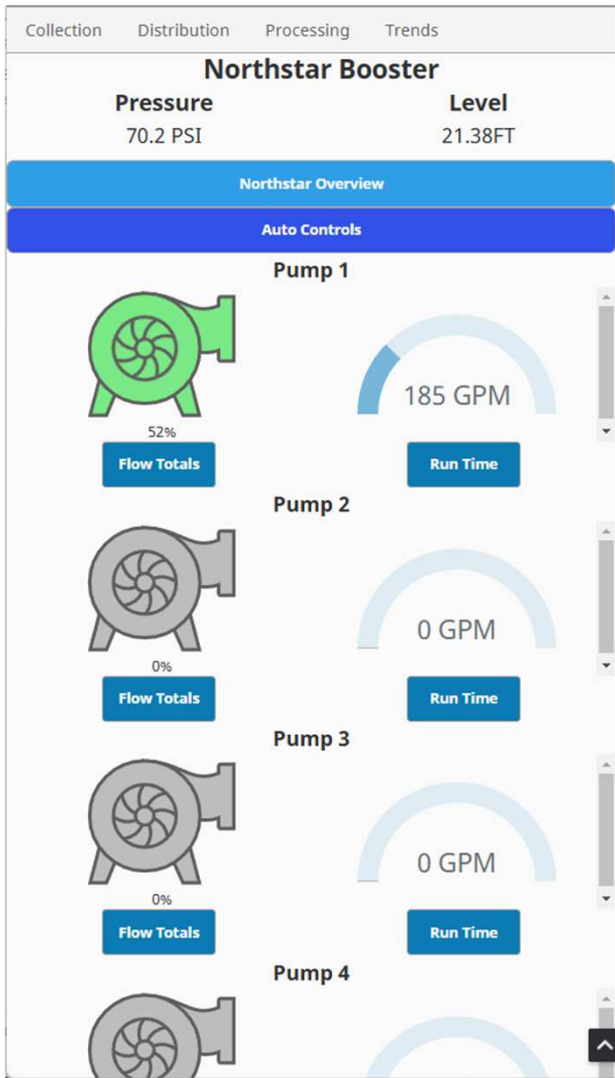 Collection Distribution Processing Trends
Northstar Booster
Pressure Level
70.2 PSI 21.38FT
Northstar Overview
Auto Controls
Pump 1
185 GPM
52%
Flow Totals Run Time
Pump 2
0 GPM
0%
Flow Totals Run Time
Pump 3
0 GPM
0%
Flow Totals Run Time
Pump 4